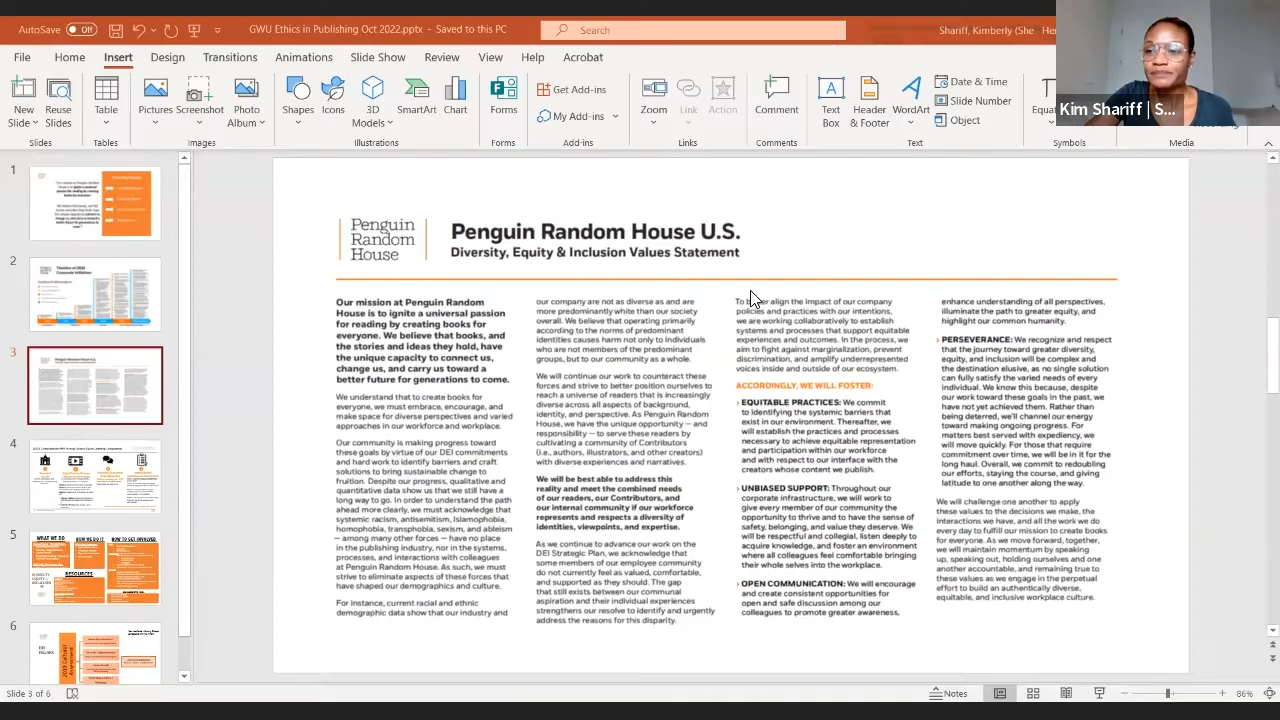 AutoSave
Off
GWU Ethics in Publishing Oct 2022.pptx - Saved to this PC
Search
Shariff, Kimberly (She
Kim Shariff | S...
File
Home
Insert
Design
Transitions
Animations
Slide Show
Review
View
Help
Acrobat
New
Slide
Reuse
Slides
Table
Pictures
Screenshot
Photo
Album
Shapes
Icons
3D
Models
SmartArt
Chart
Forms
Get Add-ins
My Add-ins
Zoom
Link
Action
Comment
Text
Box
Header
& Footer
WordArt
Date & Time
Slide Number
Object
Slides
Tables
Images
Illustrations
Forms
Add-ins
Links
Comments
Text
Symbols
Media
1
2
3
4
5
6
WHAT WE DO
HOW WE DO IT
HOW TO GET INVOLVED
RESOURCES
Penguin
Random
House
Penguin Random House U.S.
Diversity, Equity & Inclusion Values Statement
Our mission at Penguin Random
House is to ignite a universal passion
for reading by creating books for
everyone. We believe that books, and
the stories and ideas they hold, have
the unique capacity to connect us,
change us, and carry us toward a
better future for generations to come.
We understand that to create books for
everyone, we must embrace, encourage, and
make space for diverse perspectives and varied
approaches in our workforce and workplace.
Our community is making progress toward
these goals by virtue of our DEI commitments
and hard work to identify barriers and craft
solutions to bring sustainable change to
fruition. Despite our progress, qualitative and
quantitative data show us that we still have a
long way to go. In order to understand the path
ahead more clearly, we must acknowledge that
systemic racism, antisemitism, Islamophobia,
homophobia, transphobia, sexism, and ableism
— among many other forces — have no place
in the publishing industry, nor in the systems,
processes, and interactions with colleagues
at Penguin Random House. As such, we must
strive to eliminate aspects of these forces that
have shaped our demographics and culture.
For instance, current racial and ethnic
demographic data show that our industry and
our company are not as diverse as and are
more predominantly white than our society
overall. We believe that operating primarily
according to the norms of predominant
identities causes harm not only to individuals
who are not members of the predominant
groups, but to our community as a whole.
We will continue our work to counteract these
forces and strive to better position ourselves to
reach a universe of readers that is increasingly
diverse across all aspects of background,
identity, and perspective. As Penguin Random
House, we have the unique opportunity — and
responsibility — to serve these readers by
cultivating a community of Contributors
(i.e., authors, illustrators, and other creators)
with diverse experiences and narratives.
We will be best able to address this
reality and meet the combined needs
of our readers, our Contributors, and
our internal community if our workforce
represents and respects a diversity of
identities, viewpoints, and expertise.
As we continue to advance our work on the
DEI Strategic Plan, we acknowledge that
some members of our employee community
do not currently feel as valued, comfortable,
and supported as they should. The gap
that still exists between our communal
aspiration and their individual experiences
strengthens our resolve to identify and urgently
address the reasons for this disparity.
To better align the impact of our company
policies and practices with our intentions,
we are working collaboratively to establish
systems and processes that support equitable
experiences and outcomes. In the process, we
aim to fight against marginalization, prevent
discrimination, and amplify underrepresented
voices inside and outside of our ecosystem.
ACCORDINGLY, WE WILL FOSTER:
› EQUITABLE PRACTICES: We commit
to identifying the systemic barriers that
exist in our environment. Thereafter, we
will establish the practices and processes
necessary to achieve equitable representation
and participation within our workforce
and with respect to our interface with the
creators whose content we publish.
› UNBIASED SUPPORT: Throughout our
corporate infrastructure, we will work to
give every member of our community the
opportunity to thrive and to have the sense of
safety, belonging, and value they deserve. We
will be respectful and collegial, listen deeply to
acquire knowledge, and foster an environment
where all colleagues feel comfortable bringing
their whole selves into the workplace.
› OPEN COMMUNICATION: We will encourage
and create consistent opportunities for
open and safe discussion among our
colleagues to promote greater awareness,
enhance understanding of all perspectives,
illuminate the path to greater equity, and
highlight our common humanity.
› PERSEVERANCE: We recognize and respect
that the journey toward greater diversity,
equity, and inclusion will be complex and
the destination elusive, as no single solution
can fully satisfy the varied needs of every
individual. We know this because, despite
our work toward these goals in the past, we
have not yet achieved them. Rather than
being deterred, we'll channel our energy
toward making ongoing progress. For
matters best served with expediency, we
will move quickly. For those that require
commitment over time, we will be in it for the
long haul. Overall, we commit to redoubling
our efforts, staying the course, and giving
latitude to one another along the way.
We will challenge one another to apply
these values to the decisions we make, the
interactions we have, and all the work we do
every day to fulfill our mission to create books
for everyone. As we move forward, together,
we will maintain momentum by speaking
up, speaking out, holding ourselves and one
another accountable, and remaining true to
these values as we engage in the perpetual
effort to build an authentically diverse,
equitable, and inclusive workplace culture.
Slide 3 of 6
Notes
86%